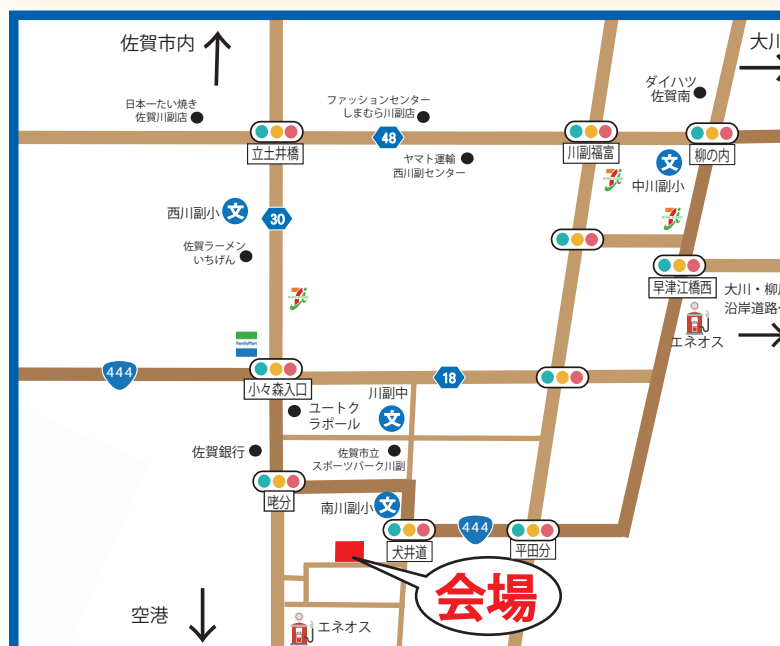 佐賀市内
大川
ダイハツ
佐賀南
日本一たい焼き
佐賀川副店
ファッションセンター
しまむら川副店
48
立土井橋
川副福富
柳の内
ヤマト運輸
西川副センター
文
中川副小
西川副小
文
30
佐賀ラーメン
いちげん
早津江橋西
大川・柳
沿岸道路
エネオス
FamilyMart
444
18
小々森入口
川副中
文
ユートク
ラポール
佐賀銀行
佐賀市立
スポーツパーク川副
咾分
南川副小
文
犬井道
444
平田分
会場
空港
エネオス